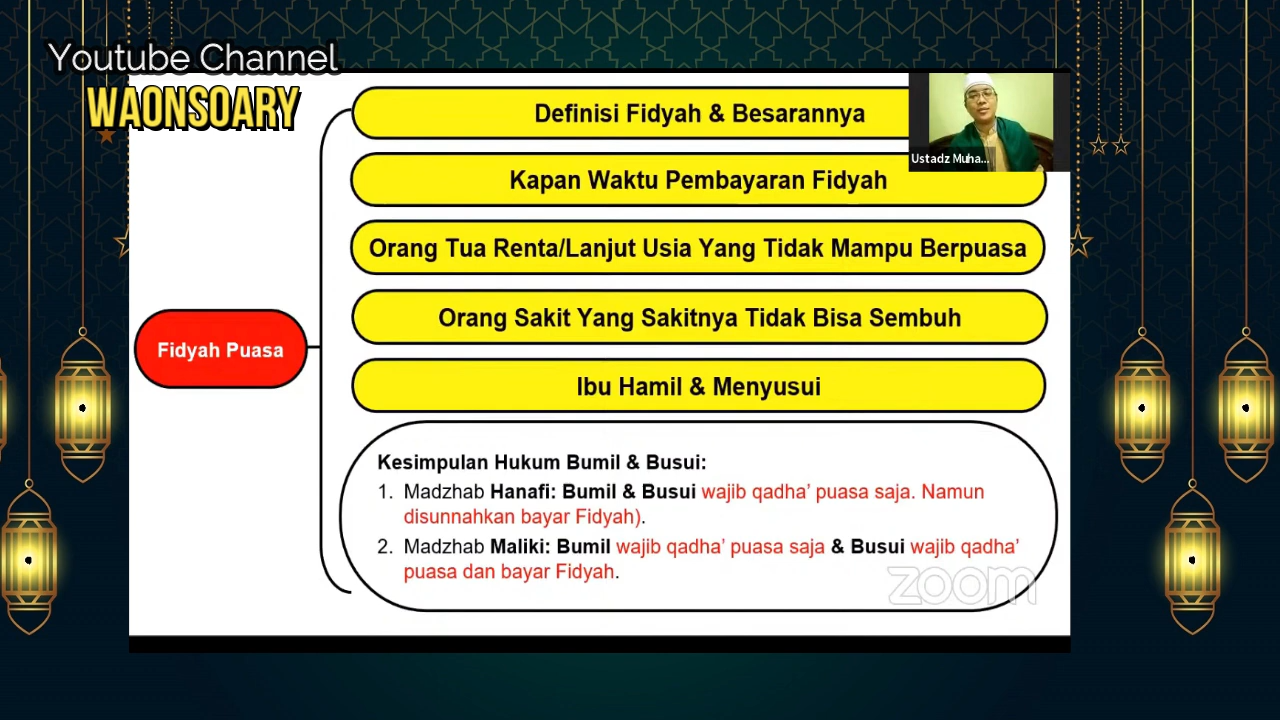 Youtube Channel
WAONSOARY
Definisi Fidyah & Besarannya
Ustadz Muha...
Kapan Waktu Pembayaran Fidyah
Orang Tua Renta/Lanjut Usia Yang Tidak Mampu Berpuasa
Orang Sakit Yang Sakitnya Tidak Bisa Sembuh
Fidyah Puasa
Ibu Hamil & Menyusui
Kesimpulan Hukum Bumil & Busui:
1. Madzhab Hanafi: Bumil & Busui wajib qadha' puasa saja. Namun
disunnahkan bayar Fidyah).
2. Madzhab Maliki: Bumil wajib qadha' puasa saja & Busui wajib qadha'
puasa dan bayar Fidyah.
zoom